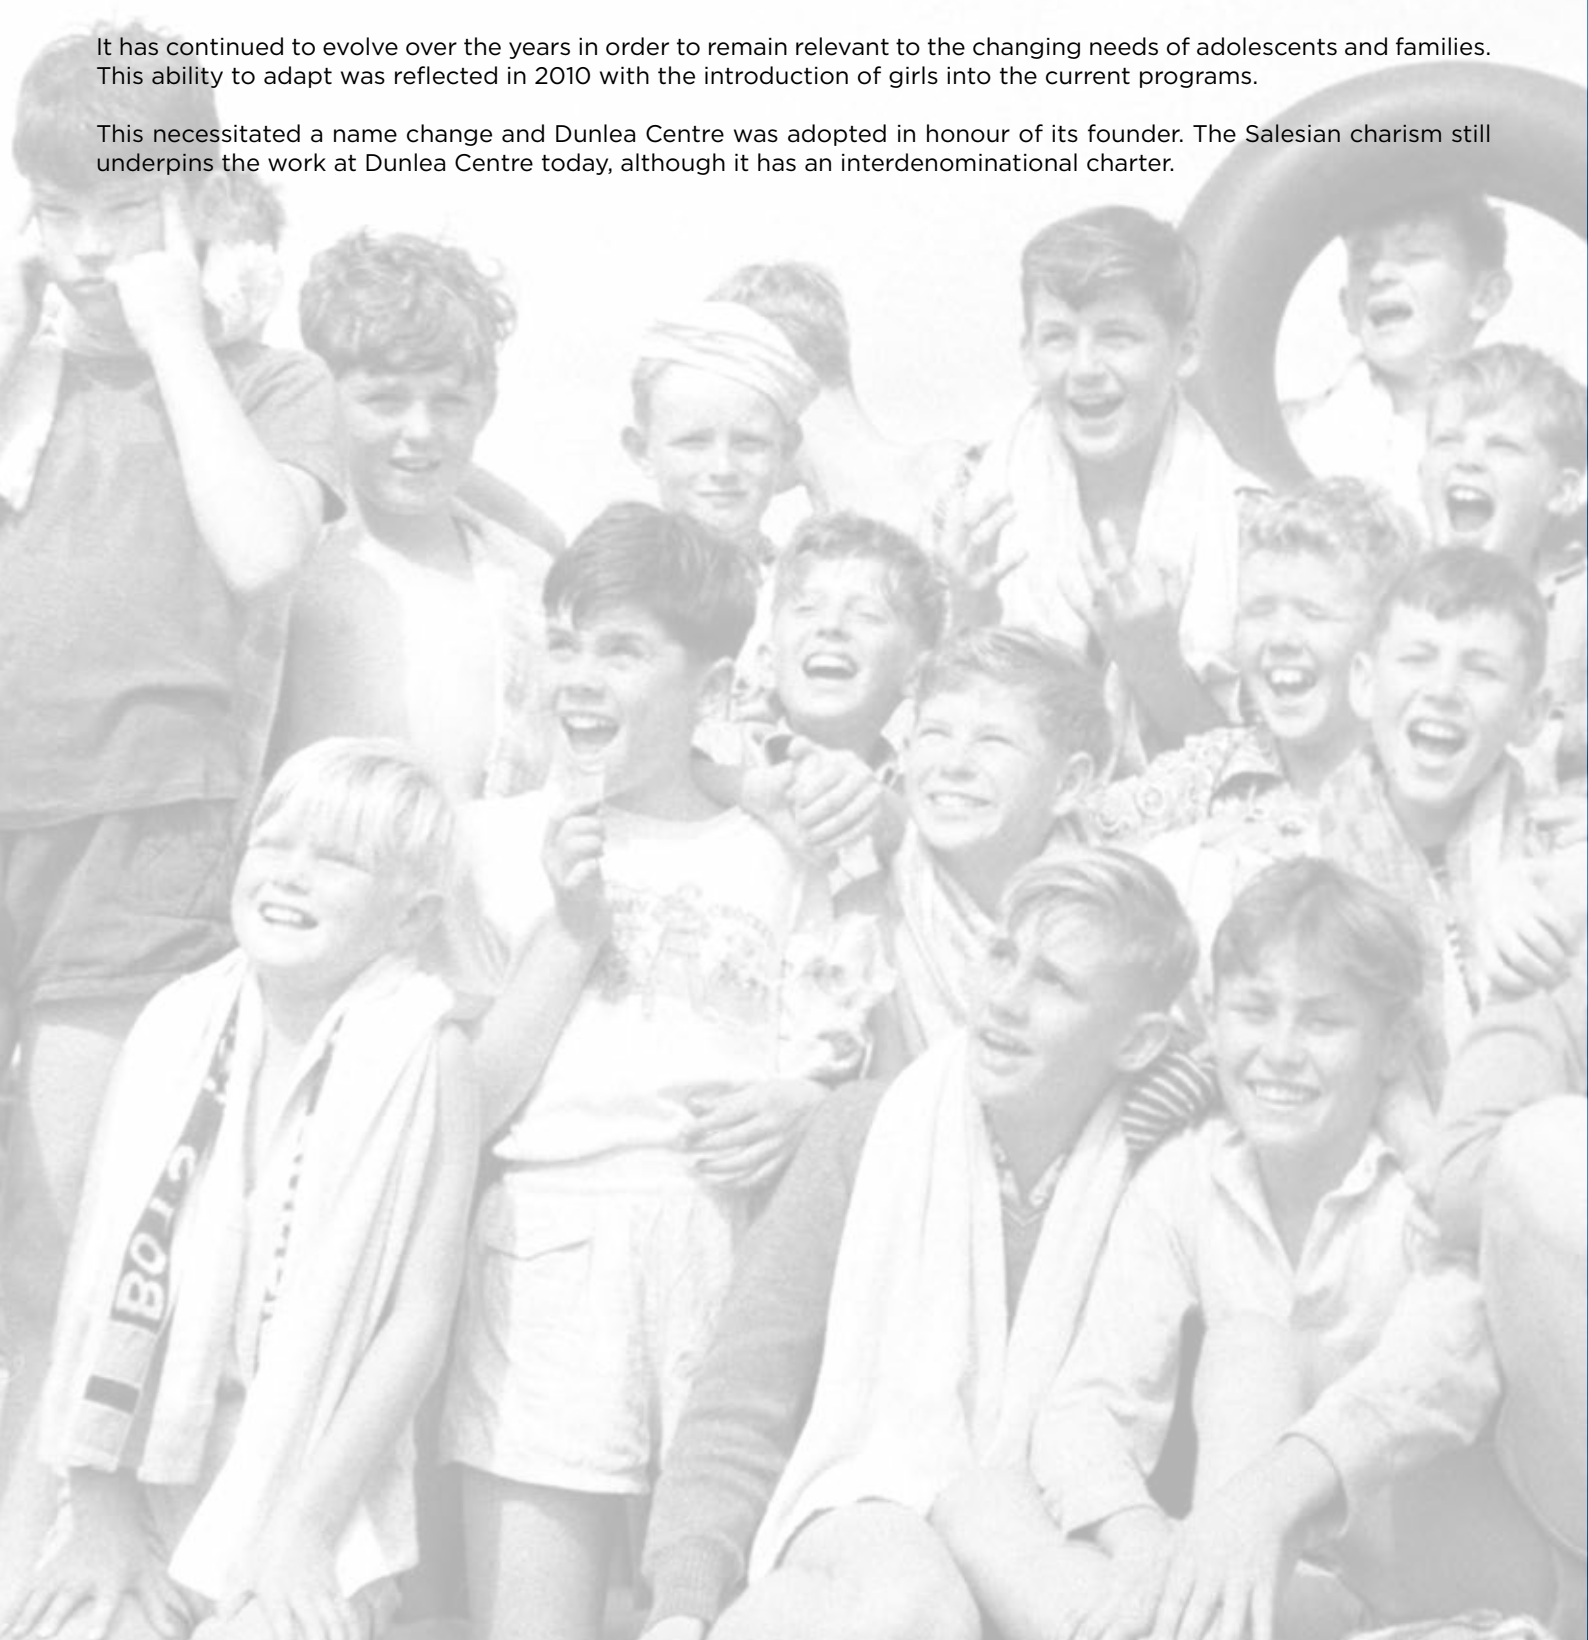 It has continued to evolve over the years in order to remain relevant to the changing needs of adolescents and families.
This ability to adapt was reflected in 2010 with the introduction of girls into the current programs.
This necessitated a name change and Dunlea Centre was adopted in honour of its founder. The Salesian charism still
underpins the work at Dunlea Centre today, although it has an interdenominational charter.